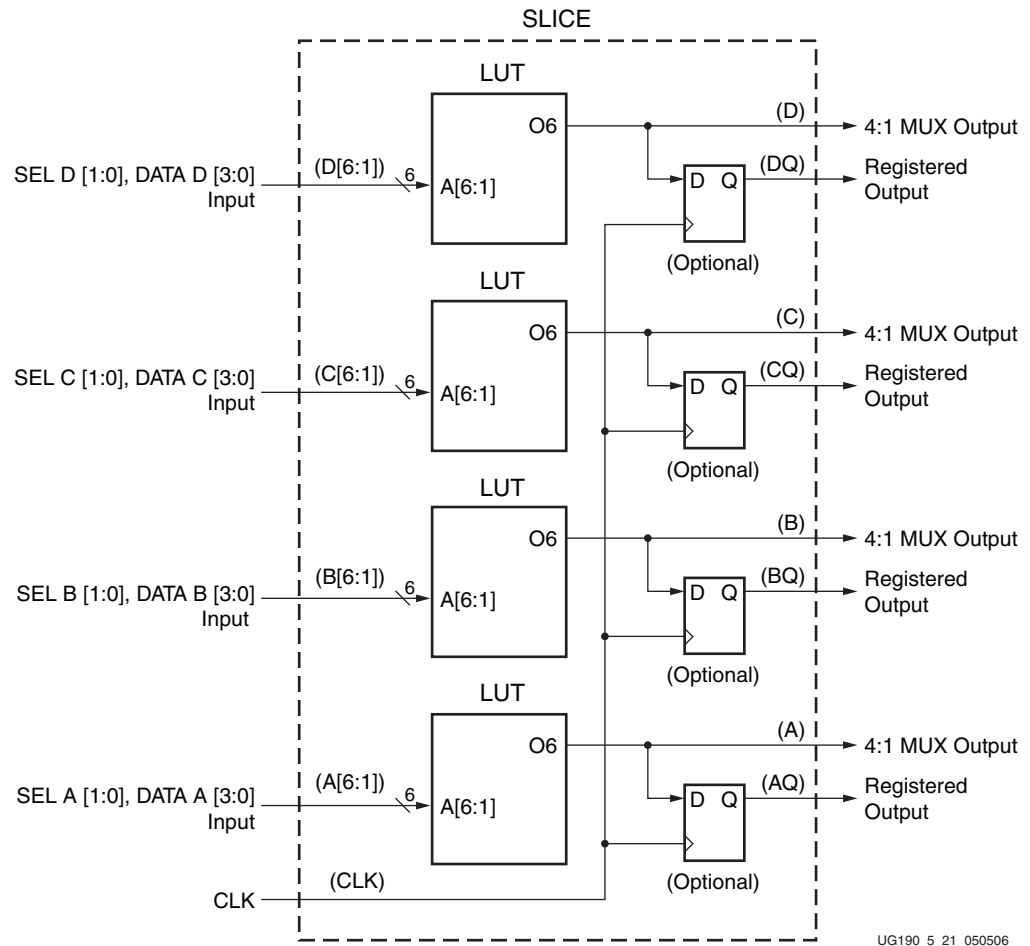 SLICE
LUT
O6
(D)
4:1 MUX Output
SEL D [1:0], DATA D [3:0]
Input
(D[6:1])
6
A[6:1]
D Q
(DQ)
Registered
Output
(Optional)
LUT
O6
(C)
4:1 MUX Output
SEL C [1:0], DATA C [3:0]
Input
(C[6:1])
6
A[6:1]
D Q
(CQ)
Registered
Output
(Optional)
LUT
O6
(B)
4:1 MUX Output
SEL B [1:0], DATA B [3:0]
Input
(B[6:1])
6
A[6:1]
D Q
(BQ)
Registered
Output
(Optional)
LUT
O6
(A)
4:1 MUX Output
SEL A [1:0], DATA A [3:0]
Input
(A[6:1])
6
A[6:1]
D Q
(AQ)
Registered
Output
(Optional)
CLK
(CLK)
UG190_5_21_050506